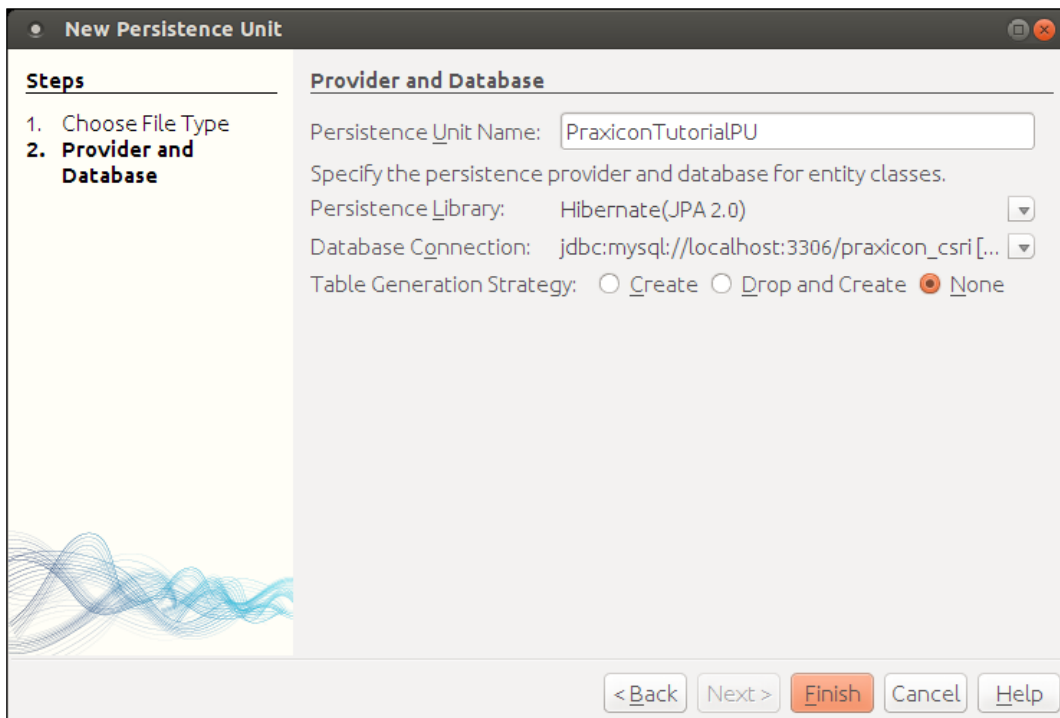 New Persistence Unit
Steps
1. Choose File Type
2. Provider and
Database
Provider and Database
Persistence Unit Name: PraxiconTutorialPU
Specify the persistence provider and database for entity classes.
Persistence Library: Hibernate(JPA 2.0)
Database Connection: jdbc:mysql://localhost:3306/praxicon_csri [...
Table Generation Strategy: Create Drop and Create None
< Back Next > Finish Cancel Help